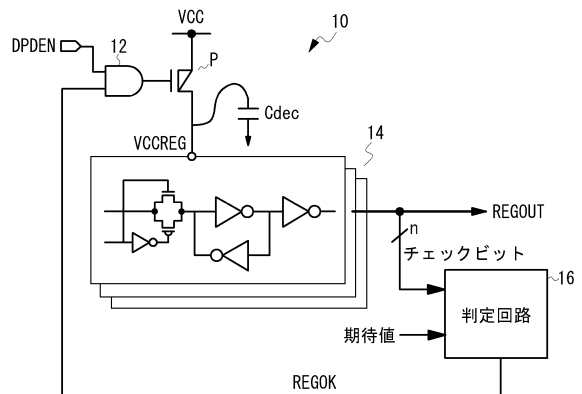 VCC
10
DPDEN
12
P
Cdec
VCCREG
14
REGOUT
n
チェックビット
16
判定回路
期待値
REGOK